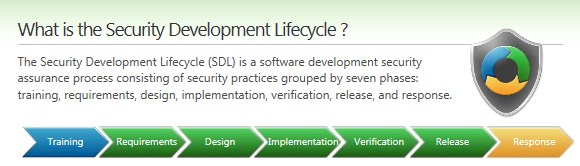 What is the Security Development Lifecycle ?
The Security Development Lifecycle (SDL) is a software development security
assurance process consisting of security practices grouped by seven phases:
training, requirements, design, implementation, verification, release, and response.
Training Requirements Design Implementation Verification Release Response